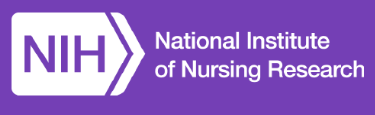 NIH
National Institute
of Nursing Research